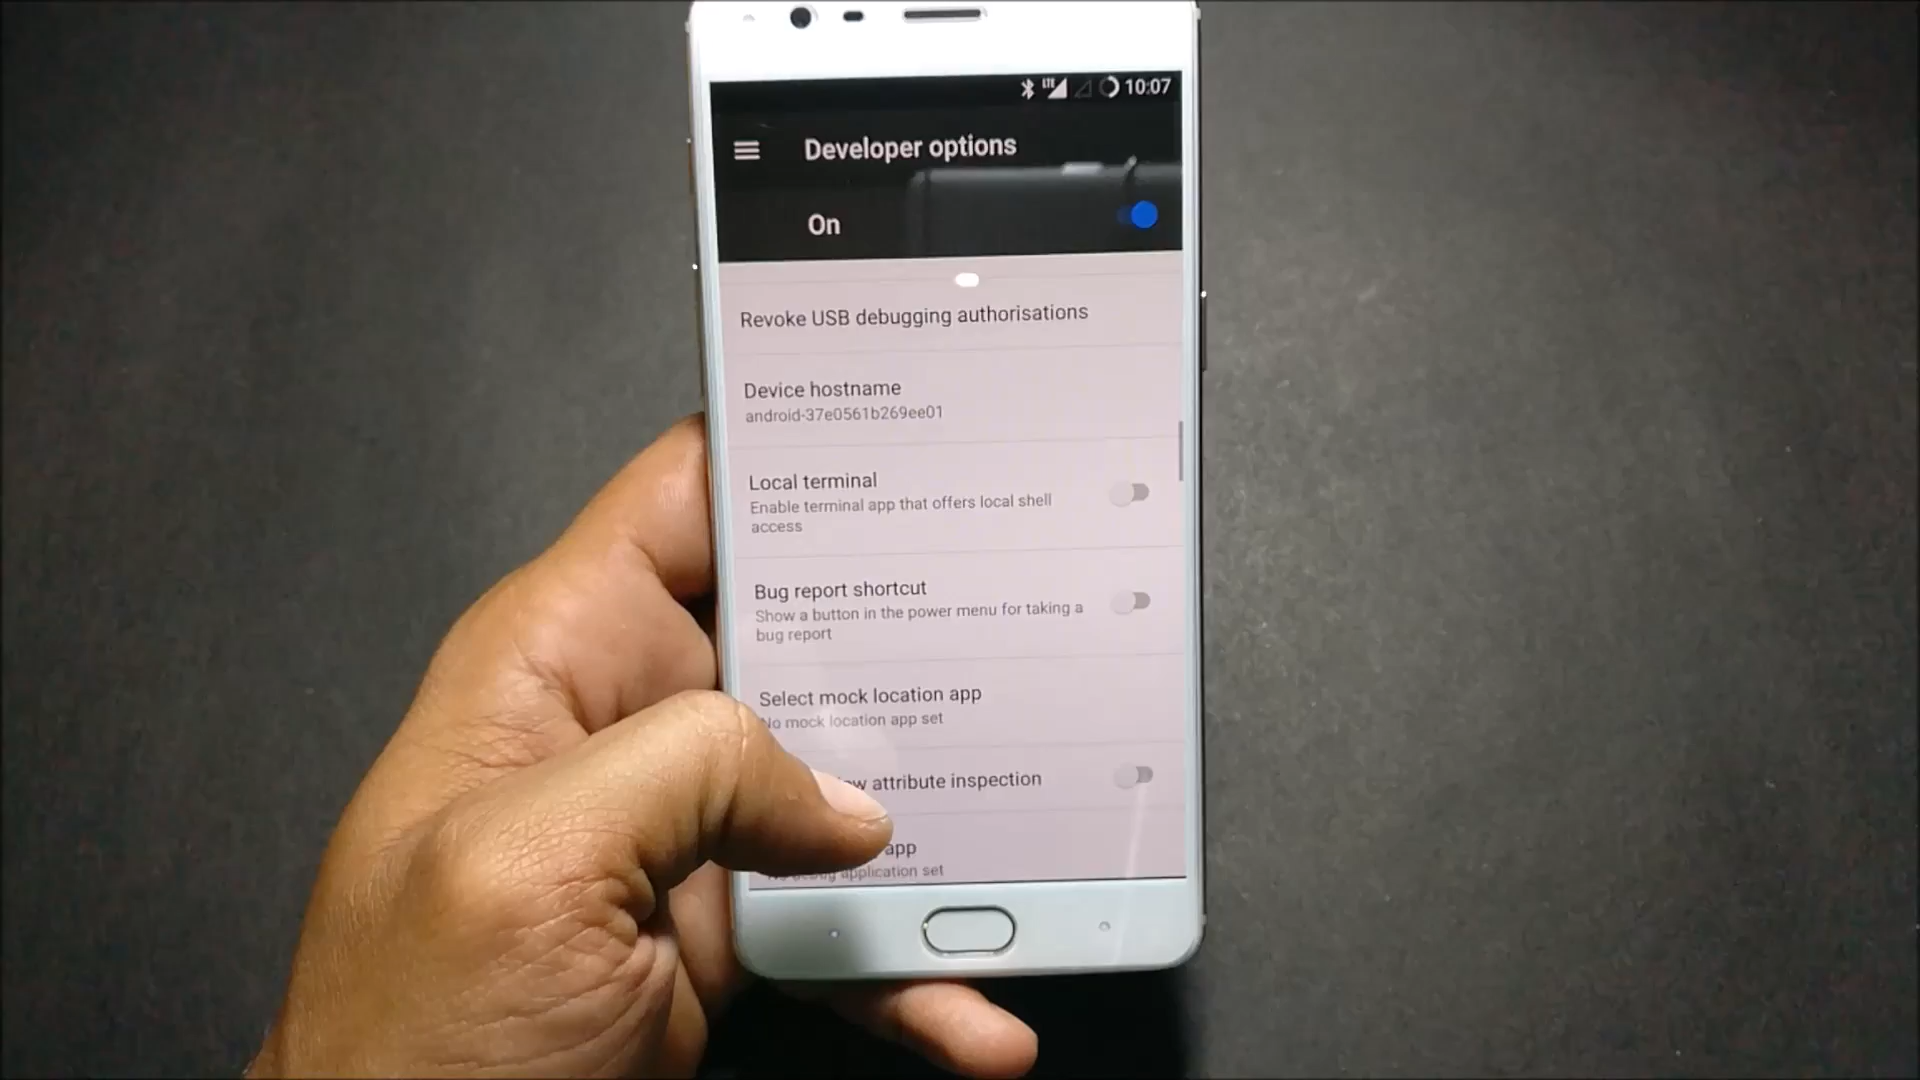 LTE 10:07
Developer options
On
Revoke USB debugging authorisations
Device hostname
android-37e0561b269ee01
Local terminal
Enable terminal app that offers local shell
access
Bug report shortcut
Show a button in the power menu for taking a
bug report
Select mock location app
No mock location app set
attribute inspection
app
application set